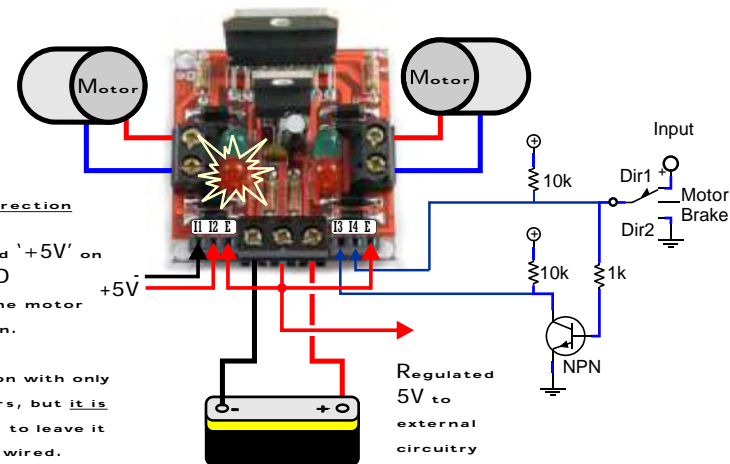 Motor
Motor
Input
Dir1 +
Motor
Brake
Dir2
10k
10k
1k
NPN
I1 I2 E
I3 I4 E
rection
d '+5V' on
D
ne motor
n.
-
+5V
on with only
rs, but it is
to leave it
wired.
- +
Regulated
5V to
external
circuitry